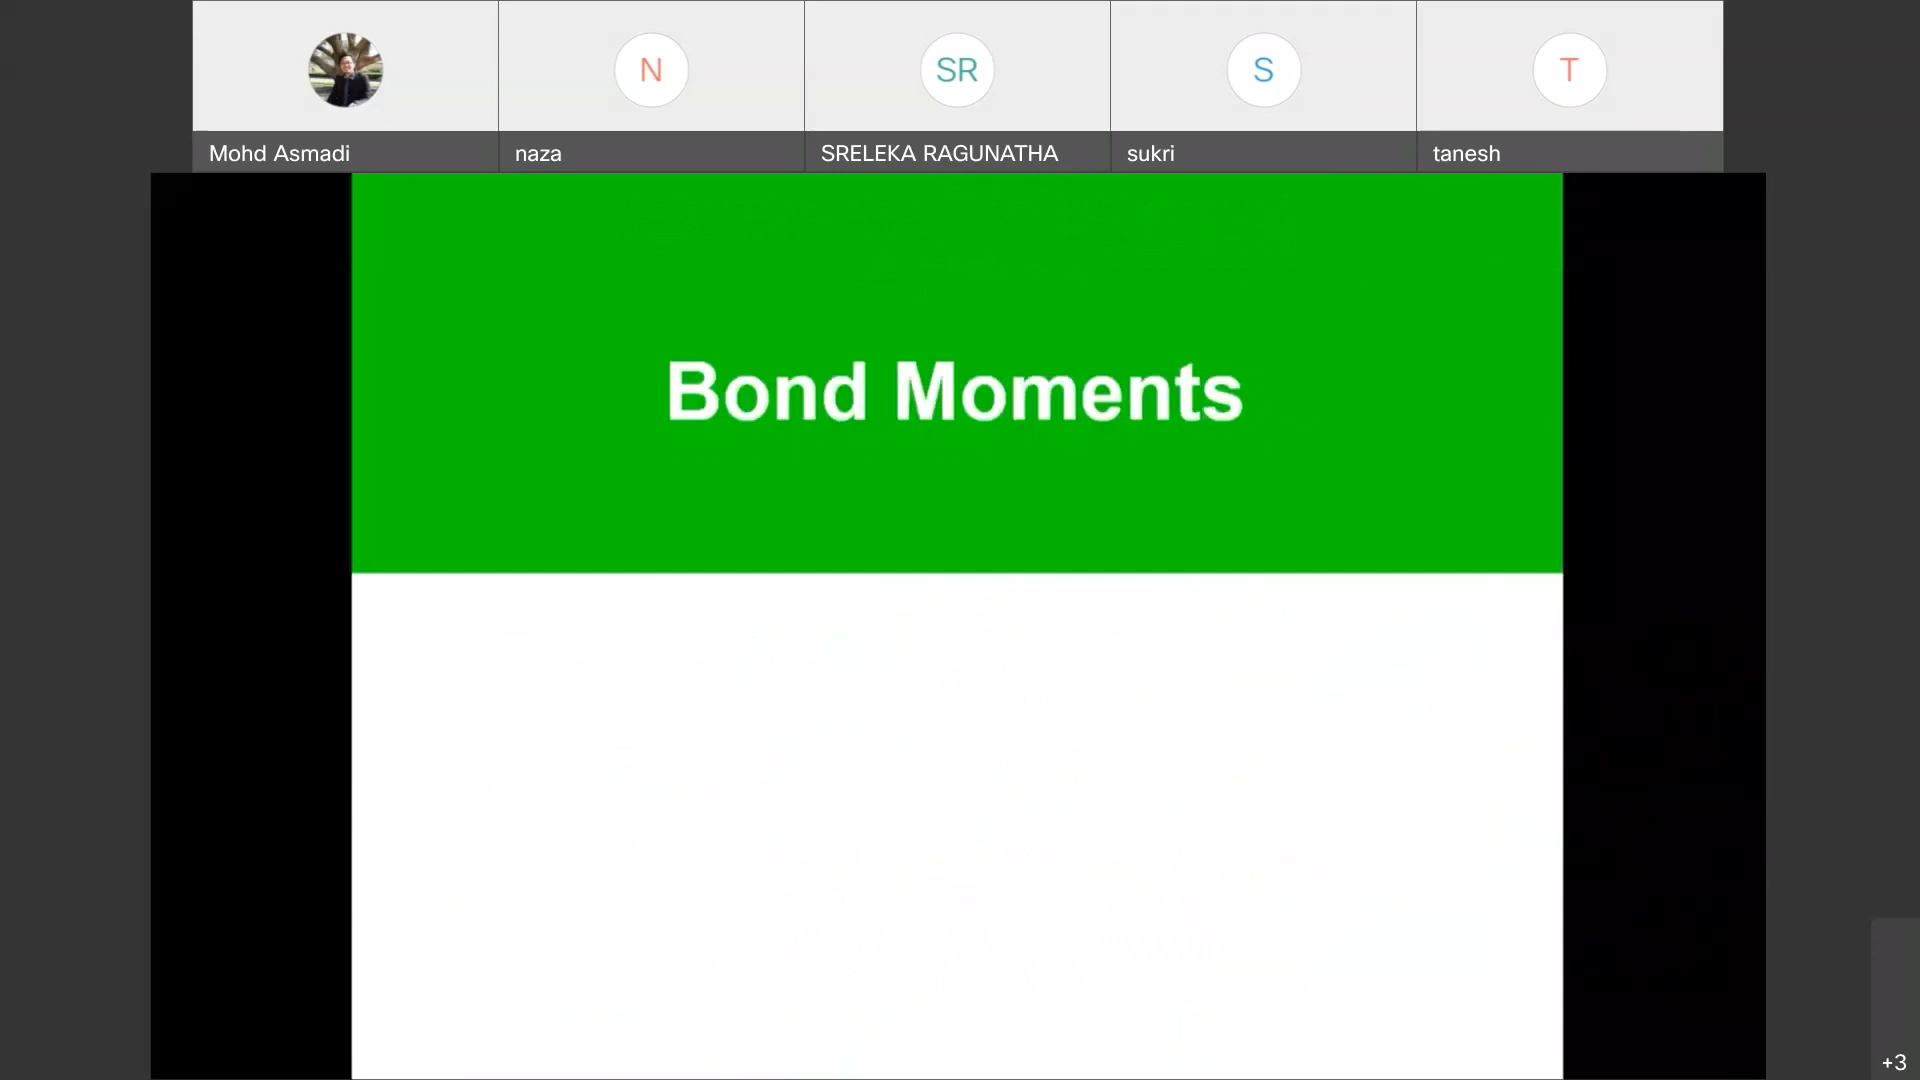 N
SR
S
T
Mohd Asmadi
naza
SRELEKA RAGUNATHA
sukri
tanesh
Bond Moments
+3